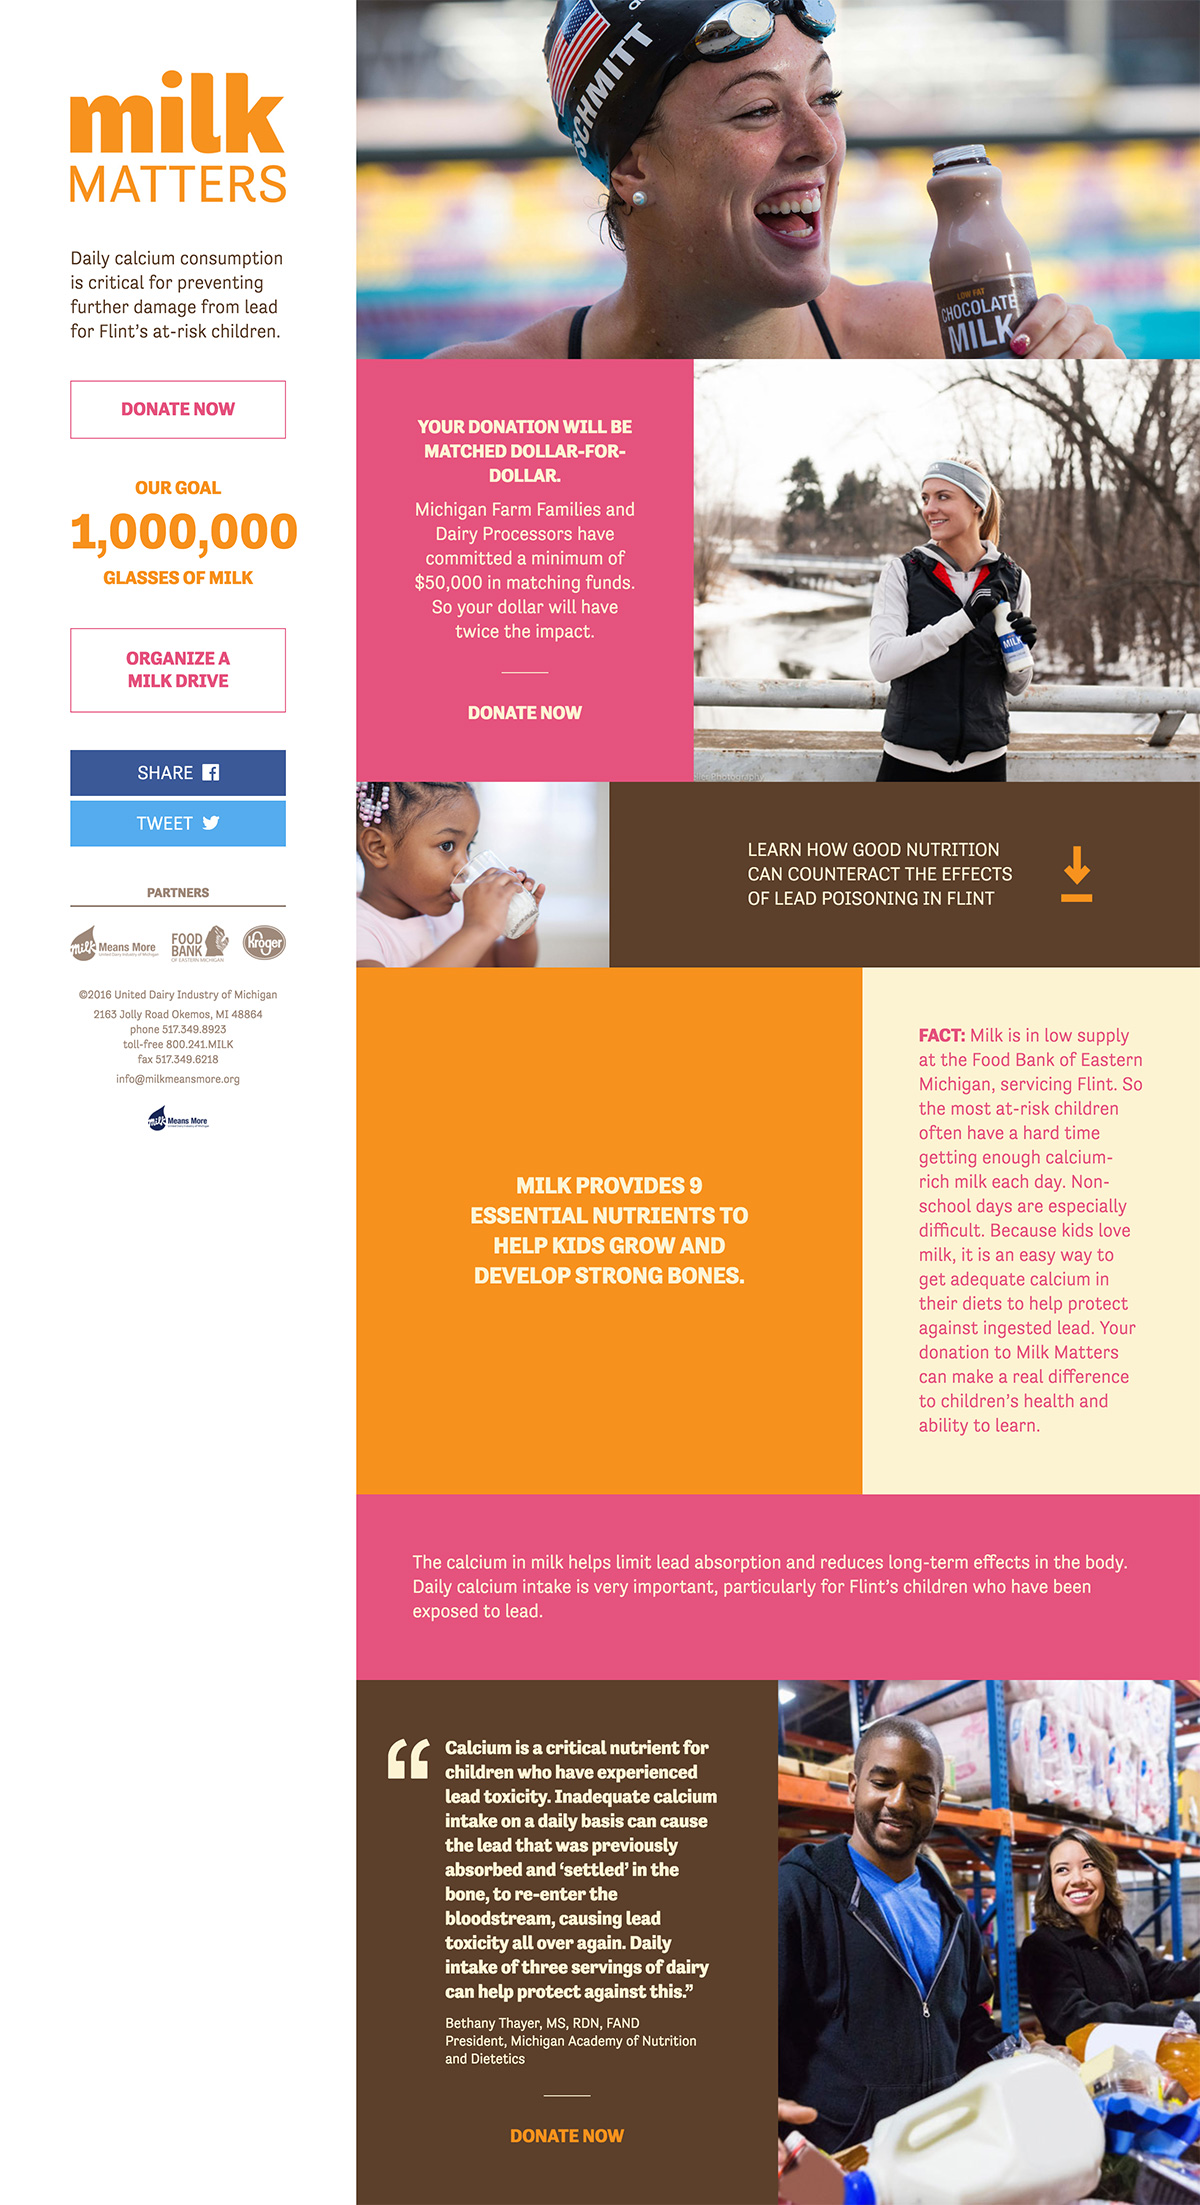 milk
MATTERS
Daily calcium consumption
is critical for preventing
further damage from lead
for Flint's at-risk children.
DONATE NOW
OUR GOAL
1,000,000
GLASSES OF MILK
ORGANIZE A
MILK DRIVE
SHARE
TWEET
PARTNERS
milk Means More
United Dairy Industry of Michigan
FOOD
BANK
OF EASTERN MICHIGAN
Kroger
©2016 United Dairy Industry of Michigan
2163 Jolly Road Okemos, MI 48864
phone 517.349.8923
toll-free 800.241.MILK
fax 517.349.6218
info@milkmeansmore.org
milk Means More
SCHMITT
LOW FAT
CHOCOLATE
MILK
YOUR DONATION WILL BE
MATCHED DOLLAR-FOR-
DOLLAR.
Michigan Farm Families and
Dairy Processors have
committed a minimum of
$50,000 in matching funds.
So your dollar will have
twice the impact.
DONATE NOW
MILK
LEARN HOW GOOD NUTRITION
CAN COUNTERACT THE EFFECTS
OF LEAD POISONING IN FLINT
MILK PROVIDES 9
ESSENTIAL NUTRIENTS TO
HELP KIDS GROW AND
DEVELOP STRONG BONES.
FACT: Milk is in low supply
at the Food Bank of Eastern
Michigan, servicing Flint. So
the most at-risk children
often have a hard time
getting enough calcium-
rich milk each day. Non-
school days are especially
difficult. Because kids love
milk, it is an easy way to
get adequate calcium in
their diets to help protect
against ingested lead. Your
donation to Milk Matters
can make a real difference
to children's health and
ability to learn.
The calcium in milk helps limit lead absorption and reduces long-term effects in the body.
Daily calcium intake is very important, particularly for Flint's children who have been
exposed to lead.
“Calcium is a critical nutrient for
children who have experienced
lead toxicity. Inadequate calcium
intake on a daily basis can cause
the lead that was previously
absorbed and ‘settled’ in the
bone, to re-enter the
bloodstream, causing lead
toxicity all over again. Daily
intake of three servings of dairy
can help protect against this.”
Bethany Thayer, MS, RDN, FAND
President, Michigan Academy of Nutrition
and Dietetics
DONATE NOW